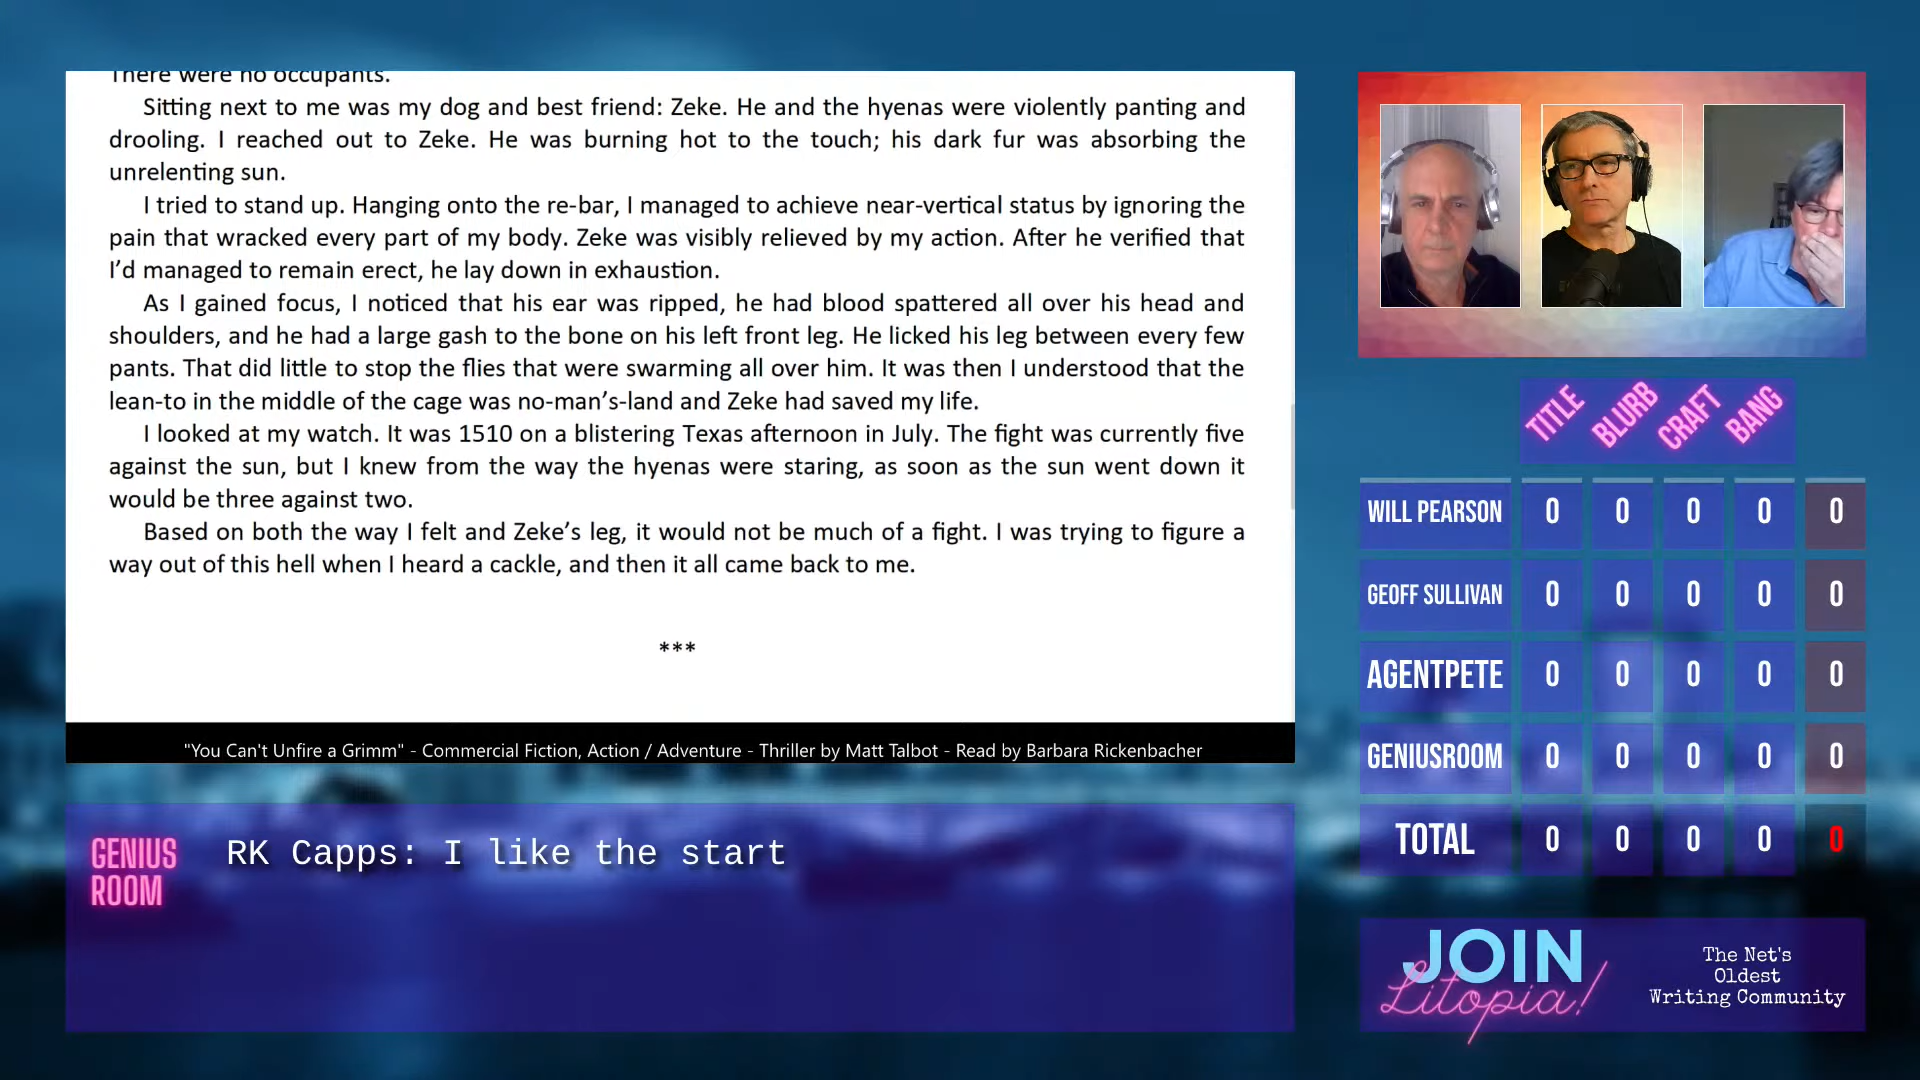 There were no occupants.
Sitting next to me was my dog and best friend: Zeke. He and the hyenas were violently panting and
drooling. I reached out to Zeke. He was burning hot to the touch; his dark fur was absorbing the
unrelenting sun.
I tried to stand up. Hanging onto the re-bar, I managed to achieve near-vertical status by ignoring the
pain that wracked every part of my body. Zeke was visibly relieved by my action. After he verified that
I’d managed to remain erect, he lay down in exhaustion.
As I gained focus, I noticed that his ear was ripped, he had blood spattered all over his head and
shoulders, and he had a large gash to the bone on his left front leg. He licked his leg between every few
pants. That did little to stop the flies that were swarming all over him. It was then I understood that the
lean-to in the middle of the cage was no-man’s-land and Zeke had saved my life.
I looked at my watch. It was 1510 on a blistering Texas afternoon in July. The fight was currently five
against the sun, but I knew from the way the hyenas were staring, as soon as the sun went down it
would be three against two.
Based on both the way I felt and Zeke’s leg, it would not be much of a fight. I was trying to figure a
way out of this hell when I heard a cackle, and then it all came back to me.
***
"You Can't Unfire a Grimm" - Commercial Fiction, Action / Adventure - Thriller by Matt Talbot - Read by Barbara Rickenbacher
GENIUS
ROOM
RK Capps: I like the start
TITLE BLURB CRAFT BANG
WILL PEARSON 0 0 0 0 0
GEOFF SULLIVAN 0 0 0 0 0
AGENTPETE 0 0 0 0 0
GENIUSROOM 0 0 0 0 0
TOTAL 0 0 0 0 0
JOIN
Litopia!
The Net's
Oldest
Writing Community